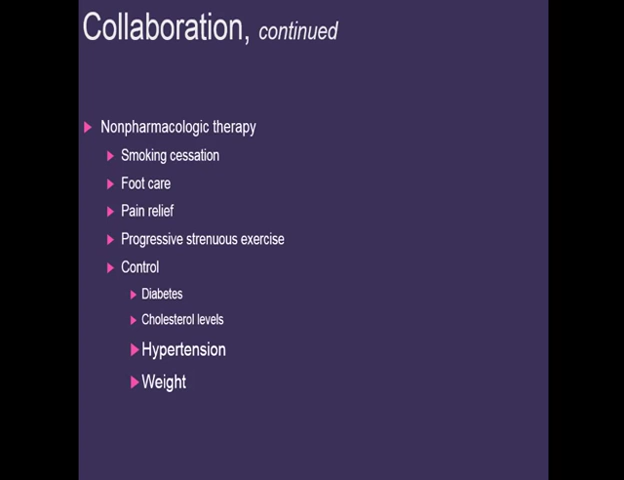 Collaboration, continued
Nonpharmacologic therapy
Smoking cessation
Foot care
Pain relief
Progressive strenuous exercise
Control
Diabetes
Cholesterol levels
Hypertension
Weight